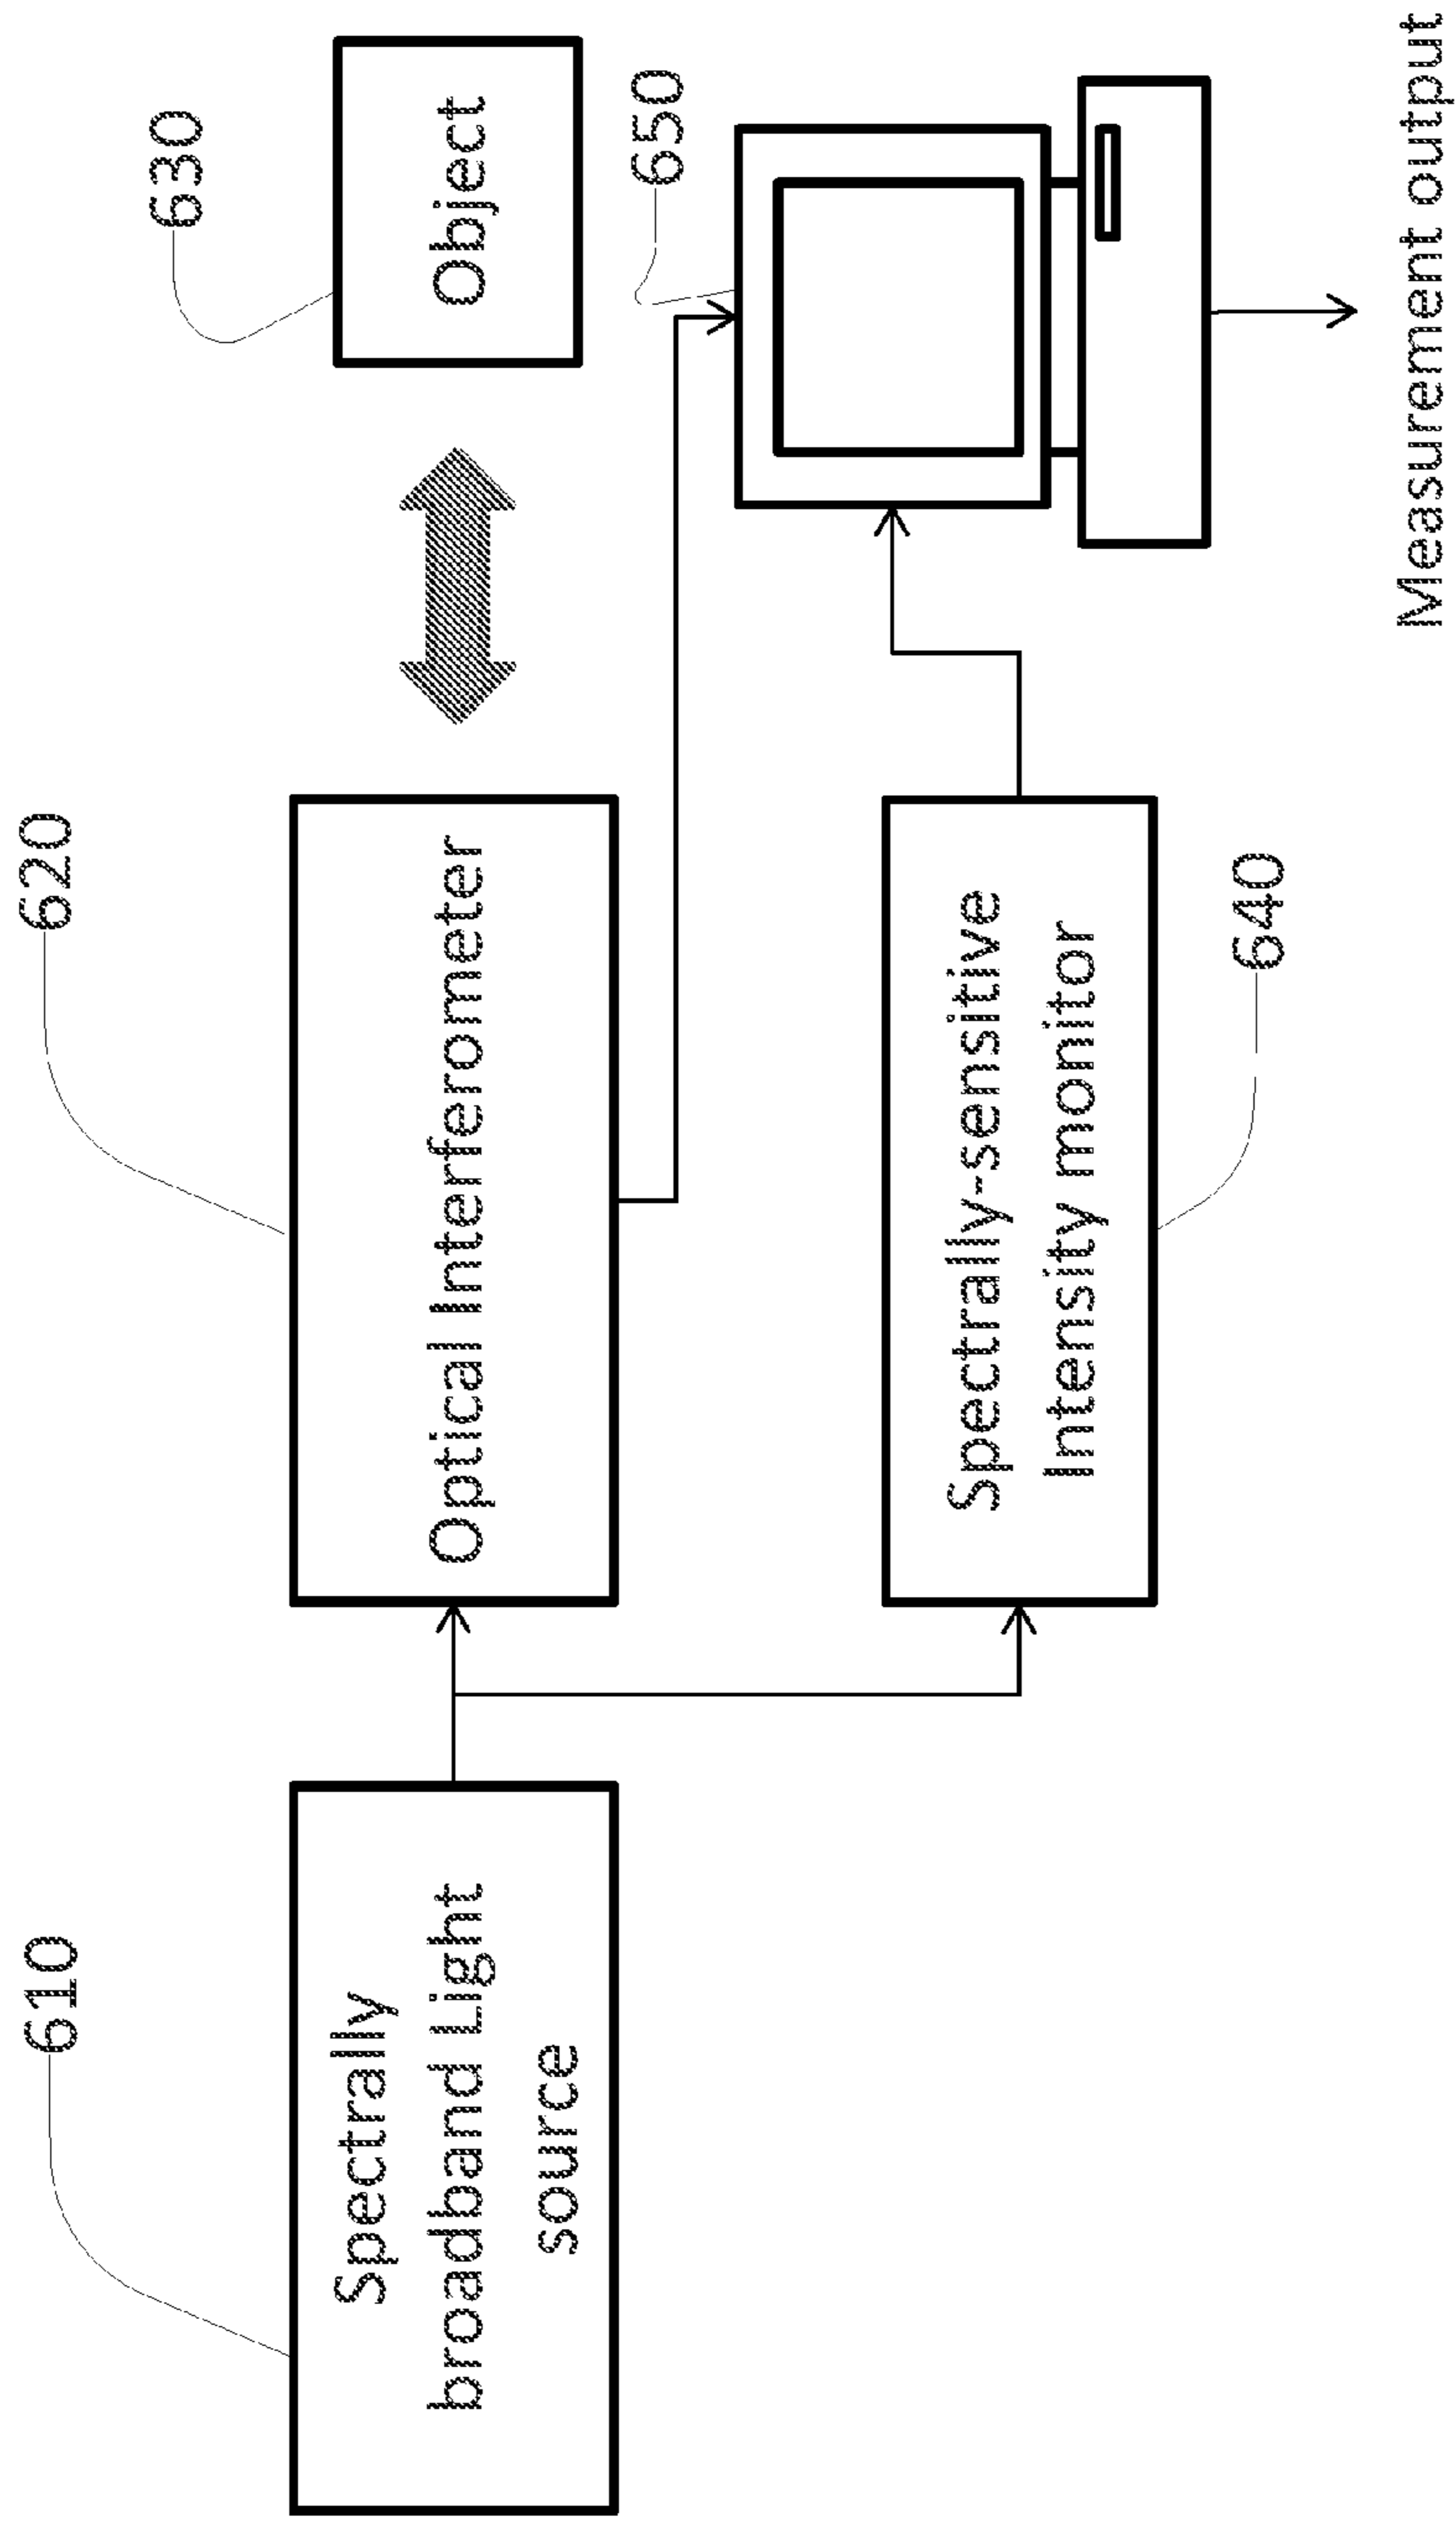 610
Spectrally
broadband Light
source
620
Optical Interferometer
630
Object
650
Spectrally-sensitive
Intensity monitor
640
Measurement output